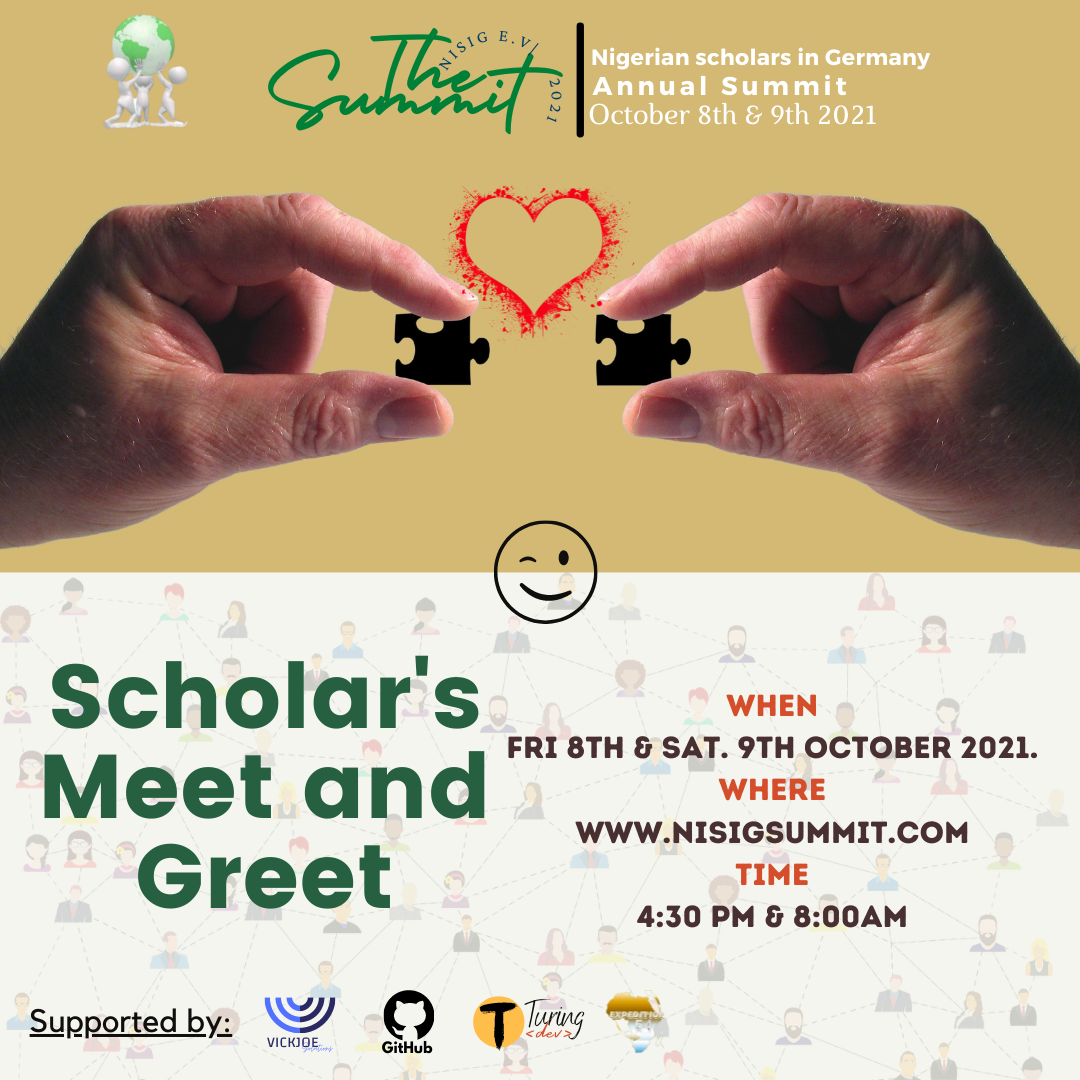 The
Summit
NISIG E.V
2021
Nigerian scholars in Germany
Annual Summit
October 8th & 9th 2021
Scholar's
Meet and
Greet
WHEN
FRI 8TH & SAT. 9TH OCTOBER 2021.
WHERE
WWW.NISIGSUMMIT.COM
TIME
4:30 PM & 8:00AM
Supported by:
VICKJOE
Solutions
GitHub
T Turing
<dev>
EXPEDITION